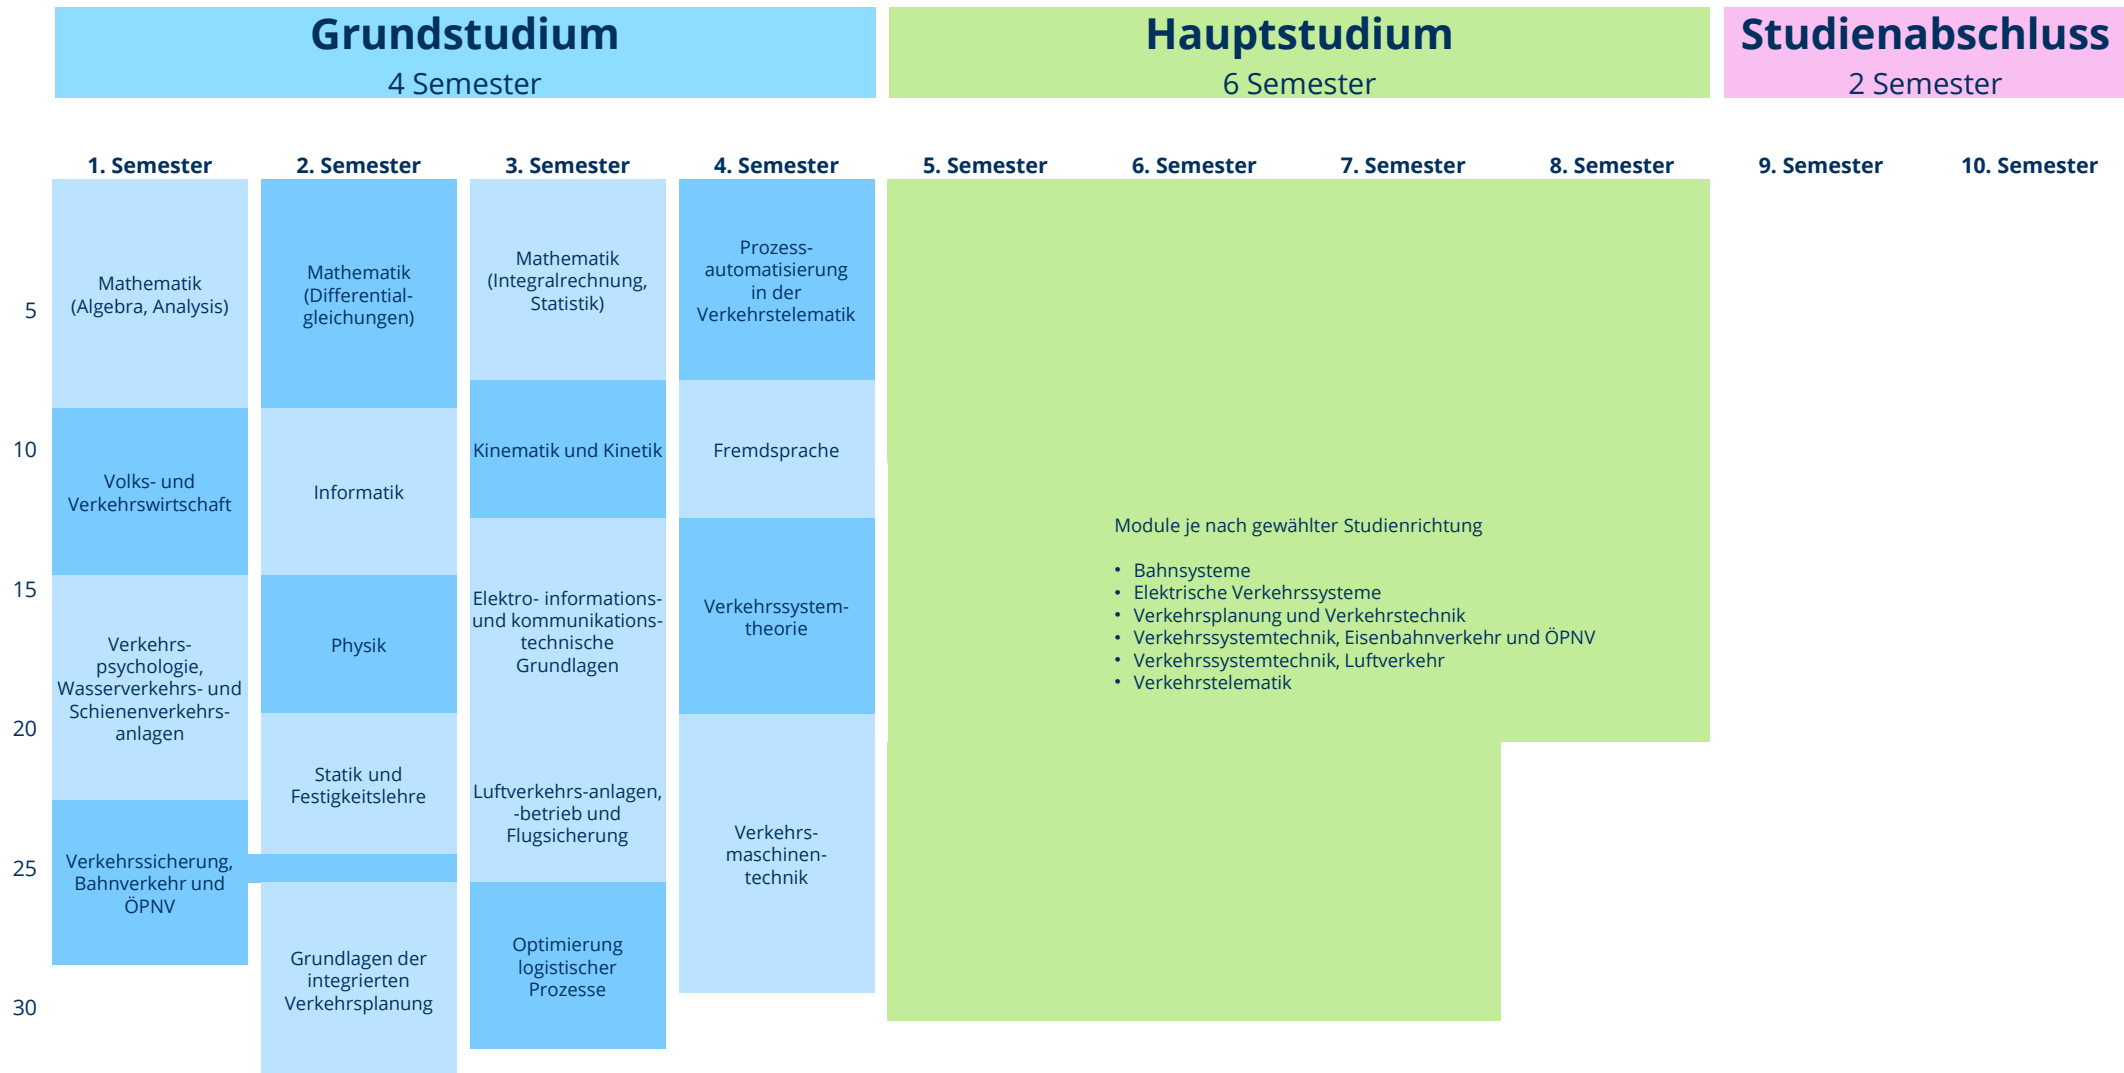 Grundstudium
4 Semester
Hauptstudium
6 Semester
Studienabschluss
2 Semester
1. Semester
2. Semester
3. Semester
4. Semester
5. Semester
6. Semester
7. Semester
8. Semester
9. Semester
10. Semester
5
10
15
20
25
30
Mathematik
(Algebra, Analysis)
Volks- und
Verkehrswirtschaft
Verkehrs-
psychologie,
Wasserverkehrs- und
Schienenverkehrs-
anlagen
Verkehrssicherung,
Bahnverkehr und
ÖPNV
Mathematik
(Differential-
gleichungen)
Informatik
Physik
Statik und
Festigkeitslehre
Grundlagen der
integrierten
Verkehrsplanung
Mathematik
(Integralrechnung,
Statistik)
Kinematik und Kinetik
Elektro- informations-
und kommunikations-
technische
Grundlagen
Luftverkehrs-anlagen,
-betrieb und
Flugsicherung
Optimierung
logistischer
Prozesse
Prozess-
automatisierung
in der
Verkehrstelematik
Fremdsprache
Verkehrssystem-
theorie
Verkehrs-
maschinen-
technik
Module je nach gewählter Studienrichtung
• Bahnsysteme
• Elektrische Verkehrssysteme
• Verkehrsplanung und Verkehrstechnik
• Verkehrssystemtechnik, Eisenbahnverkehr und ÖPNV
• Verkehrssystemtechnik, Luftverkehr
• Verkehrstelematik